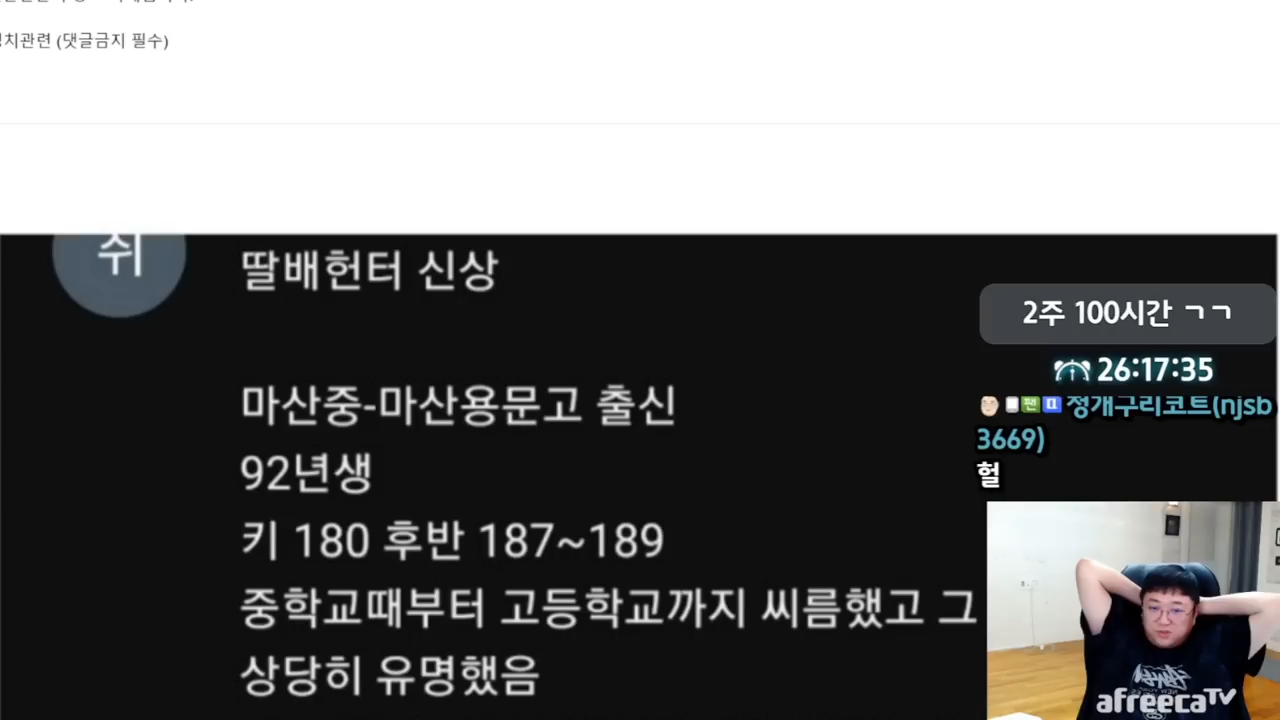 치관련 (댓글금지 필수)
쥐
딸배헌터 신상
마산중-마산용문고 출신
92년생
키 180 후반 187~189
중학교때부터 고등학교까지 씨름했고 그
상당히 유명했음
2주 100시간 ㄱㄱ
26:17:35
팬 정개구리코트(njsb
3669)
헐
afreecaTV